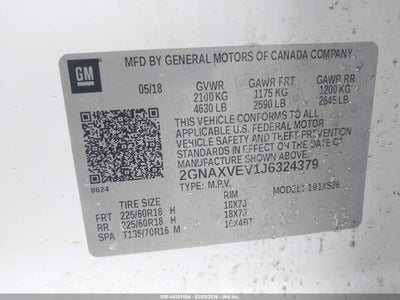 GM
MFD BY GENERAL MOTORS OF CANADA COMPANY
05/18 GVWR GAWR FRT GAWR RR
2100 KG 1175 KG 1200 KG
4630 LB 2590 LB 2645 LB
THIS VEHICLE CONFORMS TO ALL
APPLICABLE U.S. FEDERAL MOTOR
VEHICLE SAFETY AND THEFT PREVENTION
STANDARDS IN EFFECT ON THE DATE OF
MANUFACTURE SHOWN ABOVE.
2GNAXVEV1J6324379
8624 TYPE: M.P.V. MODEL: 191XS26
TIRE SIZE RIM
FRT 225/60R18 H 18X7J
RR 225/60R18 H 18X7J
SPA T135/70R16 M 16X4BT